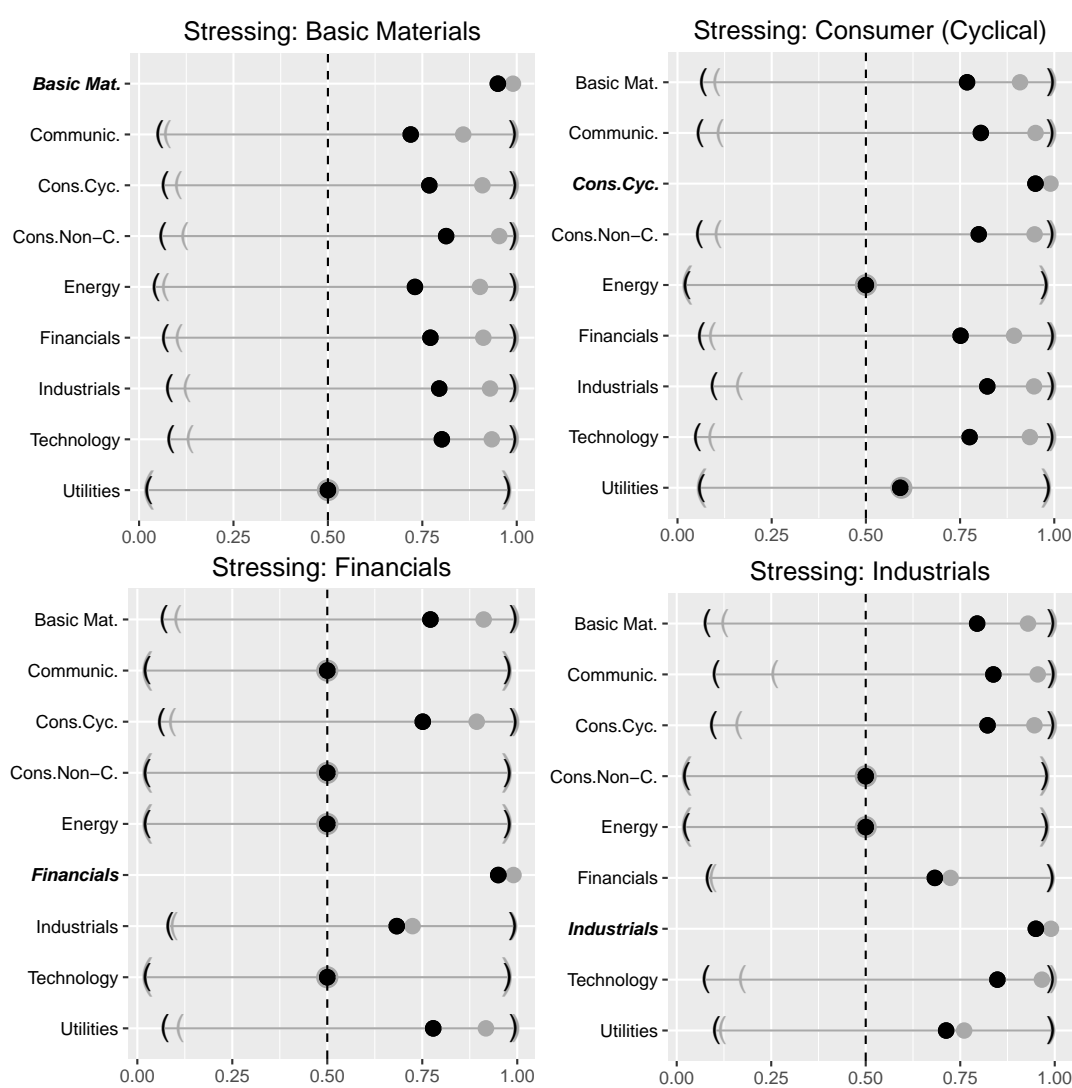 Stressing: Basic Materials
Basic Mat.
Communic.
Cons.Cyc.
Cons.Non−C.
Energy
Financials
Industrials
Technology
Utilities
0.00 0.25 0.50 0.75 1.00
Stressing: Consumer (Cyclical)
Basic Mat.
Communic.
Cons.Cyc.
Cons.Non−C.
Energy
Financials
Industrials
Technology
Utilities
0.00 0.25 0.50 0.75 1.00
Stressing: Financials
Basic Mat.
Communic.
Cons.Cyc.
Cons.Non−C.
Energy
Financials
Industrials
Technology
Utilities
0.00 0.25 0.50 0.75 1.00
Stressing: Industrials
Basic Mat.
Communic.
Cons.Cyc.
Cons.Non−C.
Energy
Financials
Industrials
Technology
Utilities
0.00 0.25 0.50 0.75 1.00